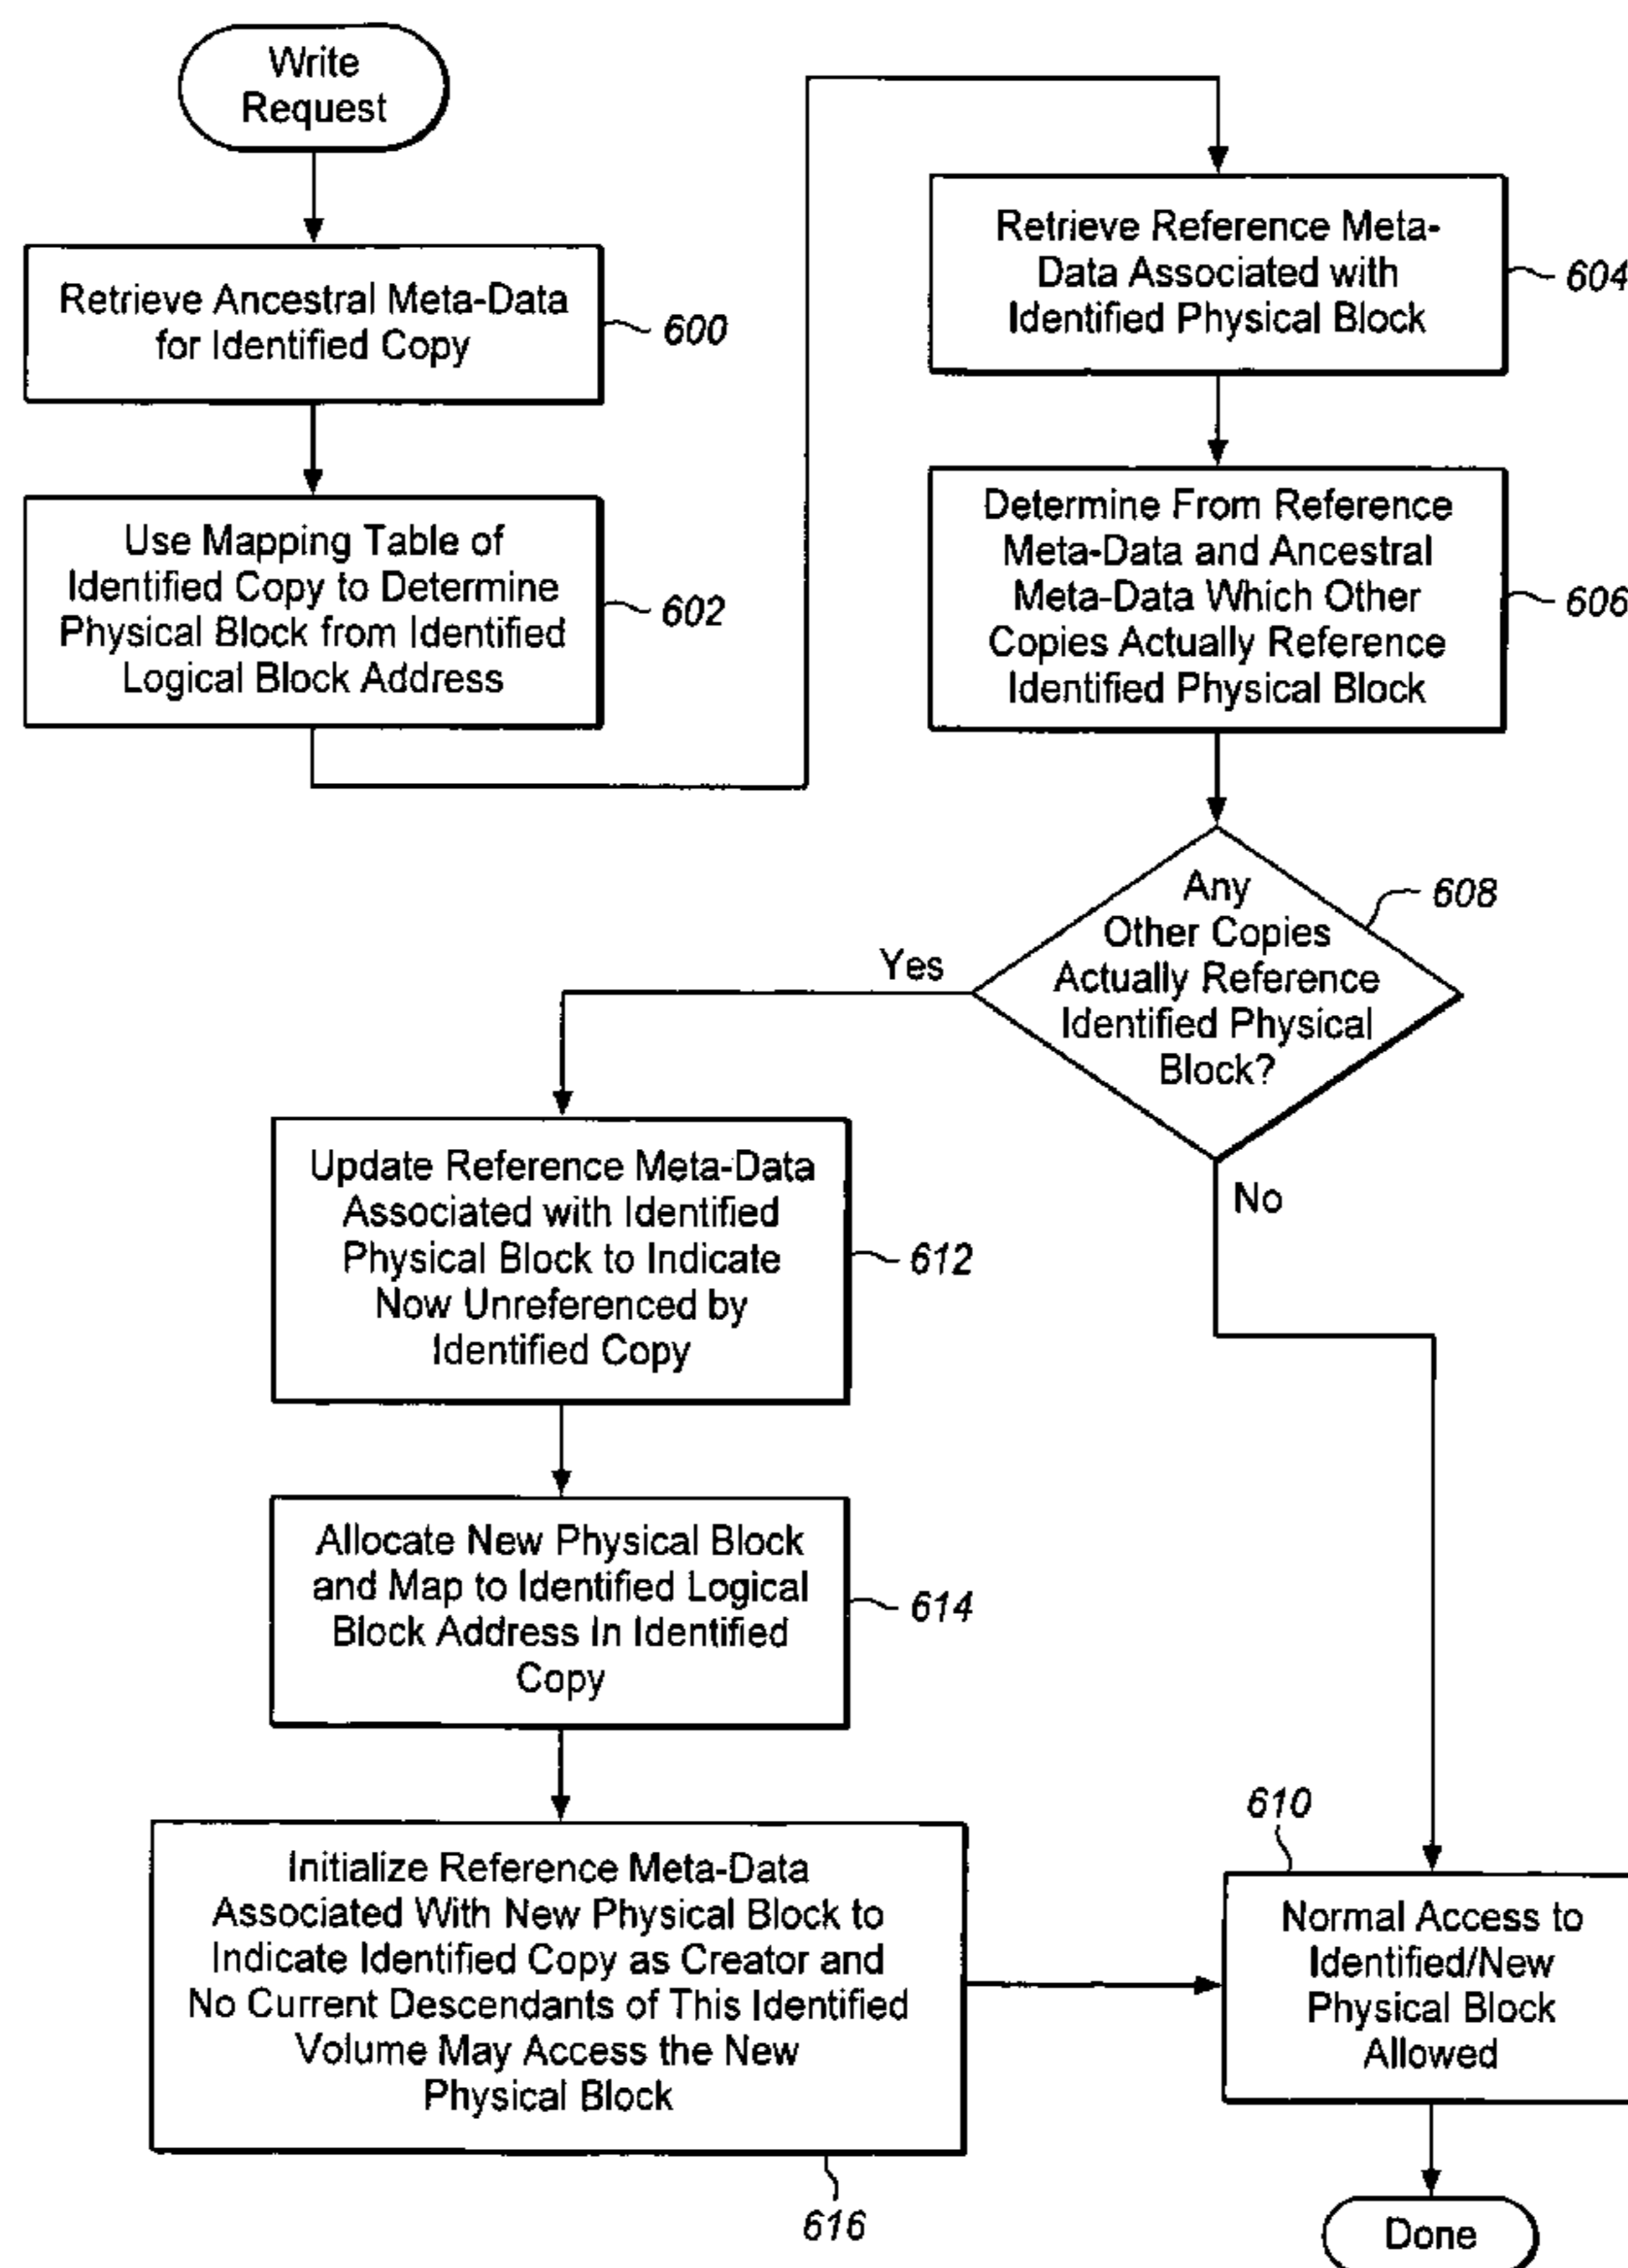 Write
Request
Retrieve Ancestral Meta-Data
for Identified Copy
600
Use Mapping Table of
Identified Copy to Determine
Physical Block from Identified
Logical Block Address
602
Retrieve Reference Meta-
Data Associated with
Identified Physical Block
604
Determine From Reference
Meta-Data and Ancestral
Meta-Data Which Other
Copies Actually Reference
Identified Physical Block
606
Any
Other Copies
Actually Reference
Identified Physical
Block?
608
Yes
No
Update Reference Meta-Data
Associated with Identified
Physical Block to Indicate
Now Unreferenced by
Identified Copy
612
Allocate New Physical Block
and Map to Identified Logical
Block Address In Identified
Copy
614
Initialize Reference Meta-Data
Associated With New Physical Block to
Indicate Identified Copy as Creator and
No Current Descendants of This Identified
Volume May Access the New
Physical Block
616
610
Normal Access to
Identified/New
Physical Block
Allowed
Done